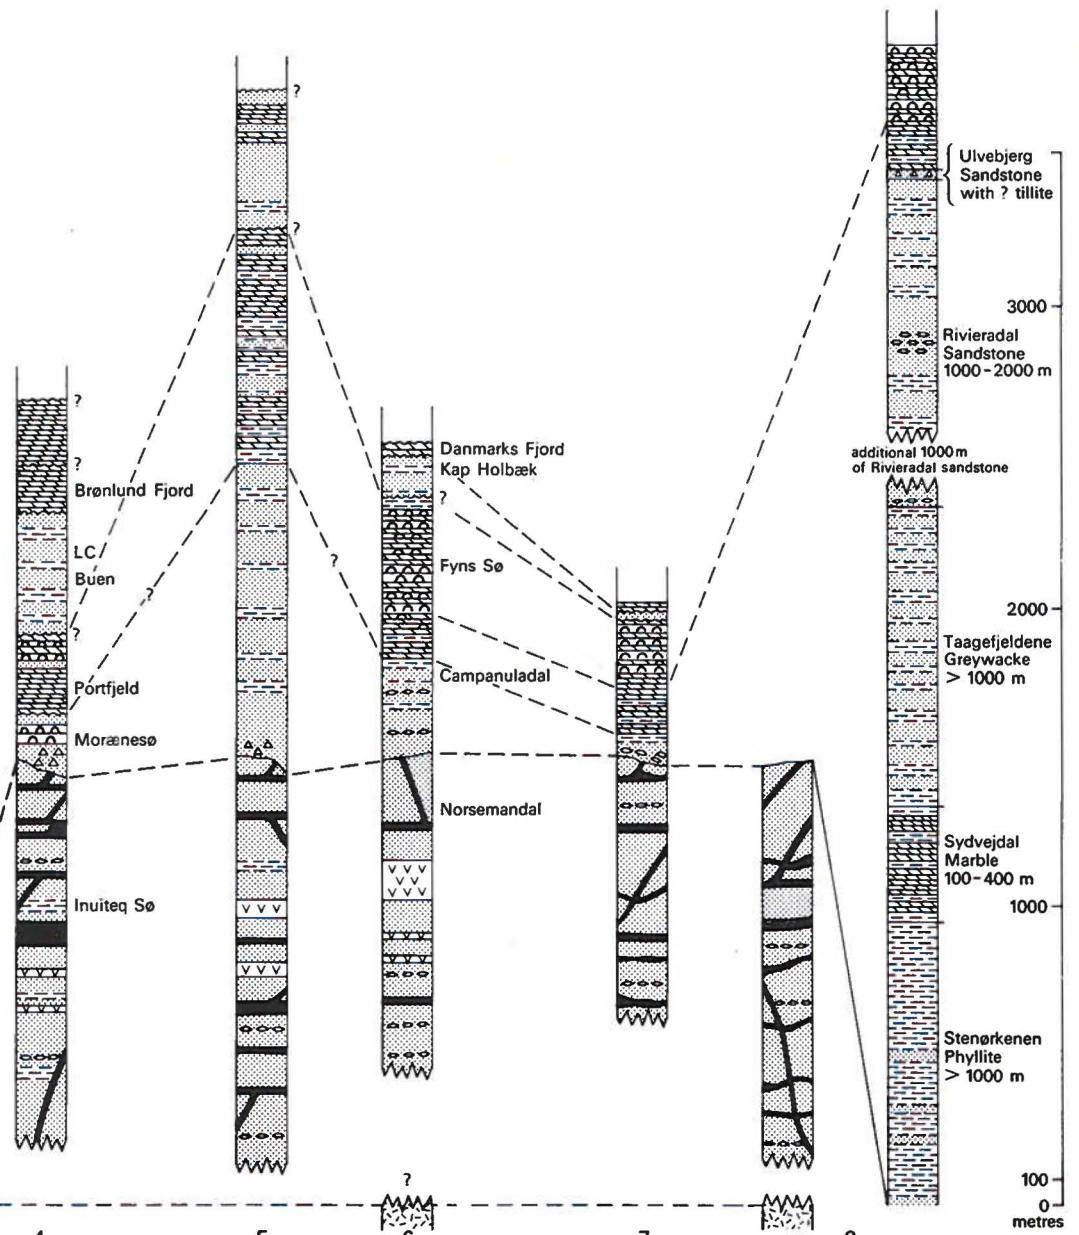 ?
?
Brønlund Fjord
LC
Buen
?
?
Portfjeld
Morænesø
Inuiteq Sø
?
?
?
Danmarks Fjord
Kap Holbæk
?
Fyns Sø
Campanuladal
Norsemandal
?
Ulvebjerg
Sandstone
with ? tillite
3000
Rivieradal
Sandstone
1000-2000 m
additional 1000m
of Rivieradal sandstone
2000
Taagefjeldene
Greywacke
> 1000 m
Sydvejdal
Marble
100-400 m
1000
Stenørkenen
Phyllite
> 1000 m
100
0
metres